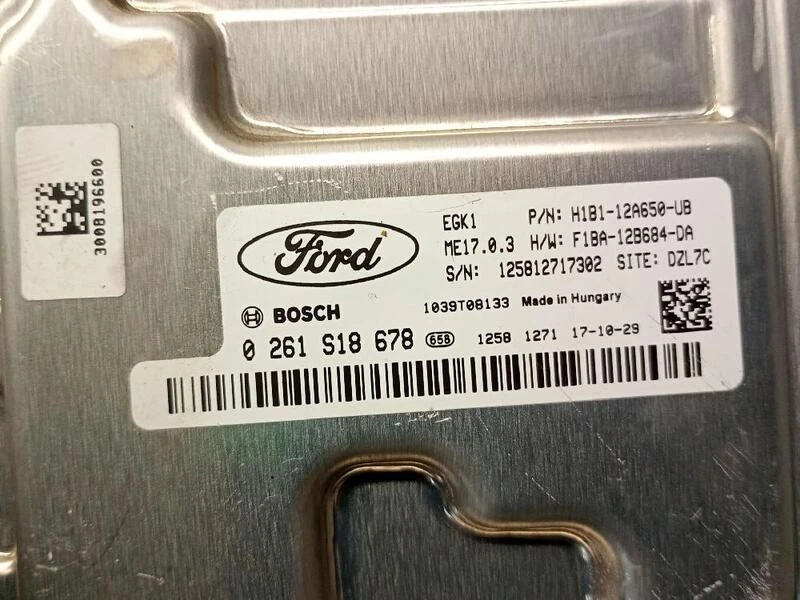 300B196600
Ford
EGK1 P/N: H1B1-12A650-UB
ME17.0.3 H/W: F1BA-12B684-DA
S/N: 125812717302 SITE: DZL7C
BOSCH 1039T08133 Made in Hungary
0 261 S18 678 658 1258 1271 17-10-29